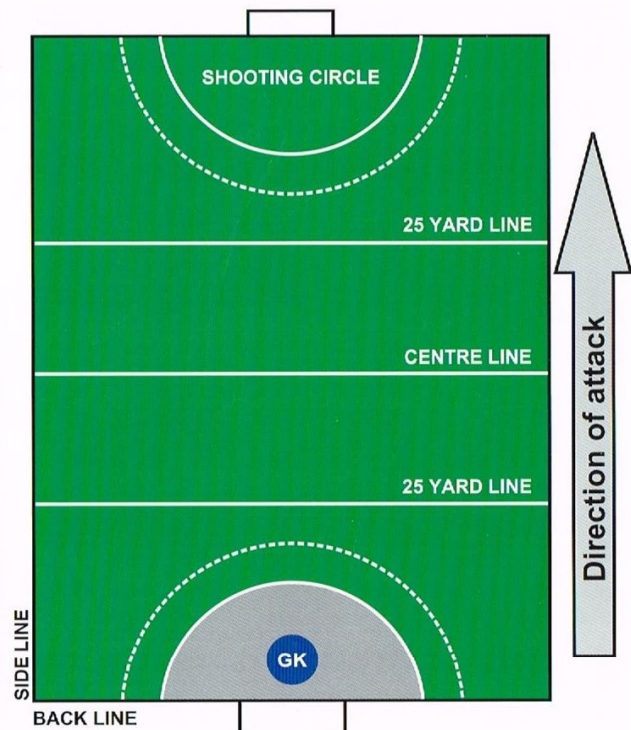 SHOOTING CIRCLE
25 YARD LINE
CENTRE LINE
25 YARD LINE
Direction of attack
GK
SIDE LINE
BACK LINE